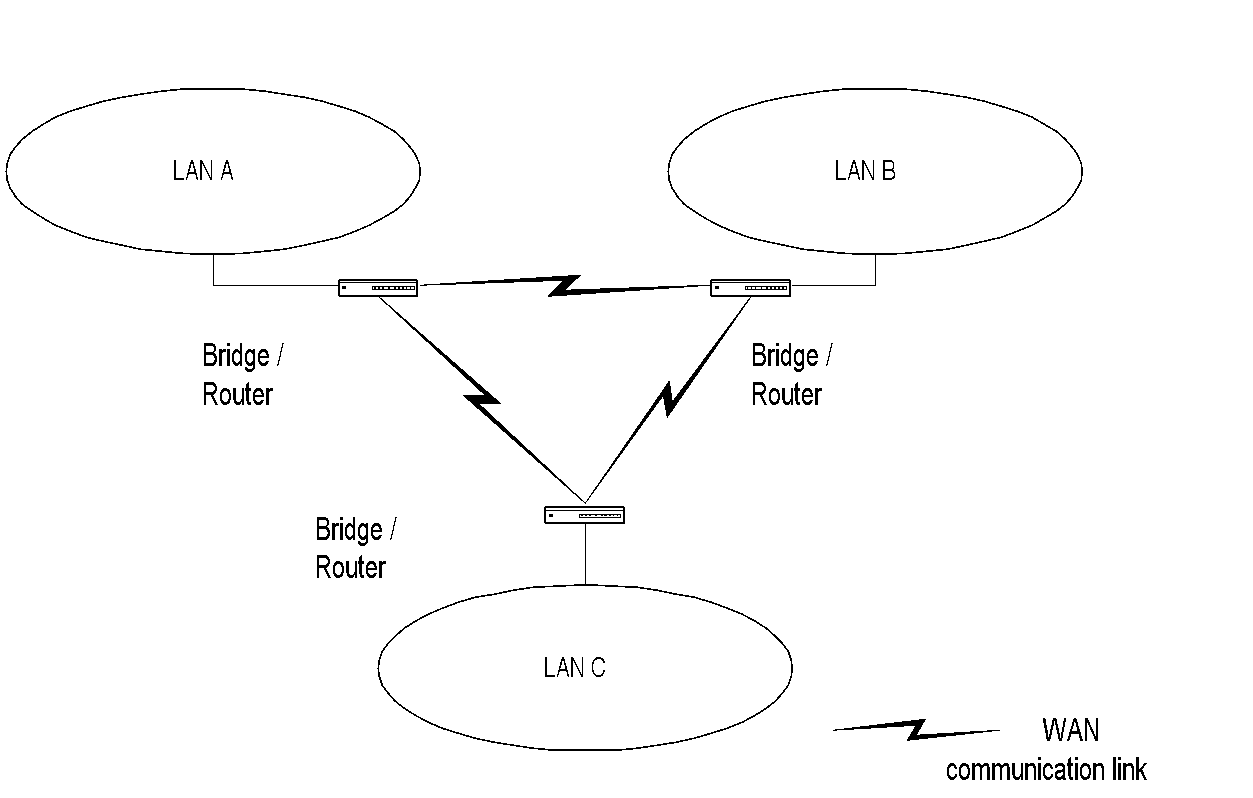 LAN A
LAN B
Bridge /
Router
Bridge /
Router
Bridge /
Router
LAN C
WAN
communication link